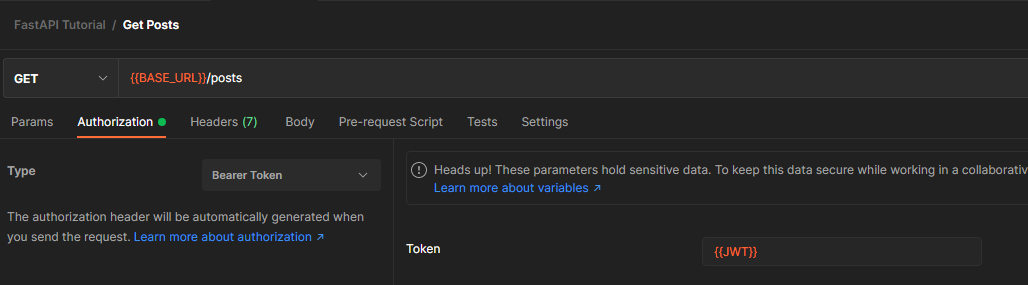 FastAPI Tutorial / Get Posts
GET {{BASE_URL}}/posts
Params Authorization Headers (7) Body Pre-request Script Tests Settings
Type Bearer Token
The authorization header will be automatically generated when
you send the request. Learn more about authorization ↗
Heads up! These parameters hold sensitive data. To keep this data secure while working in a collaborativ
Learn more about variables ↗
Token {{JWT}}